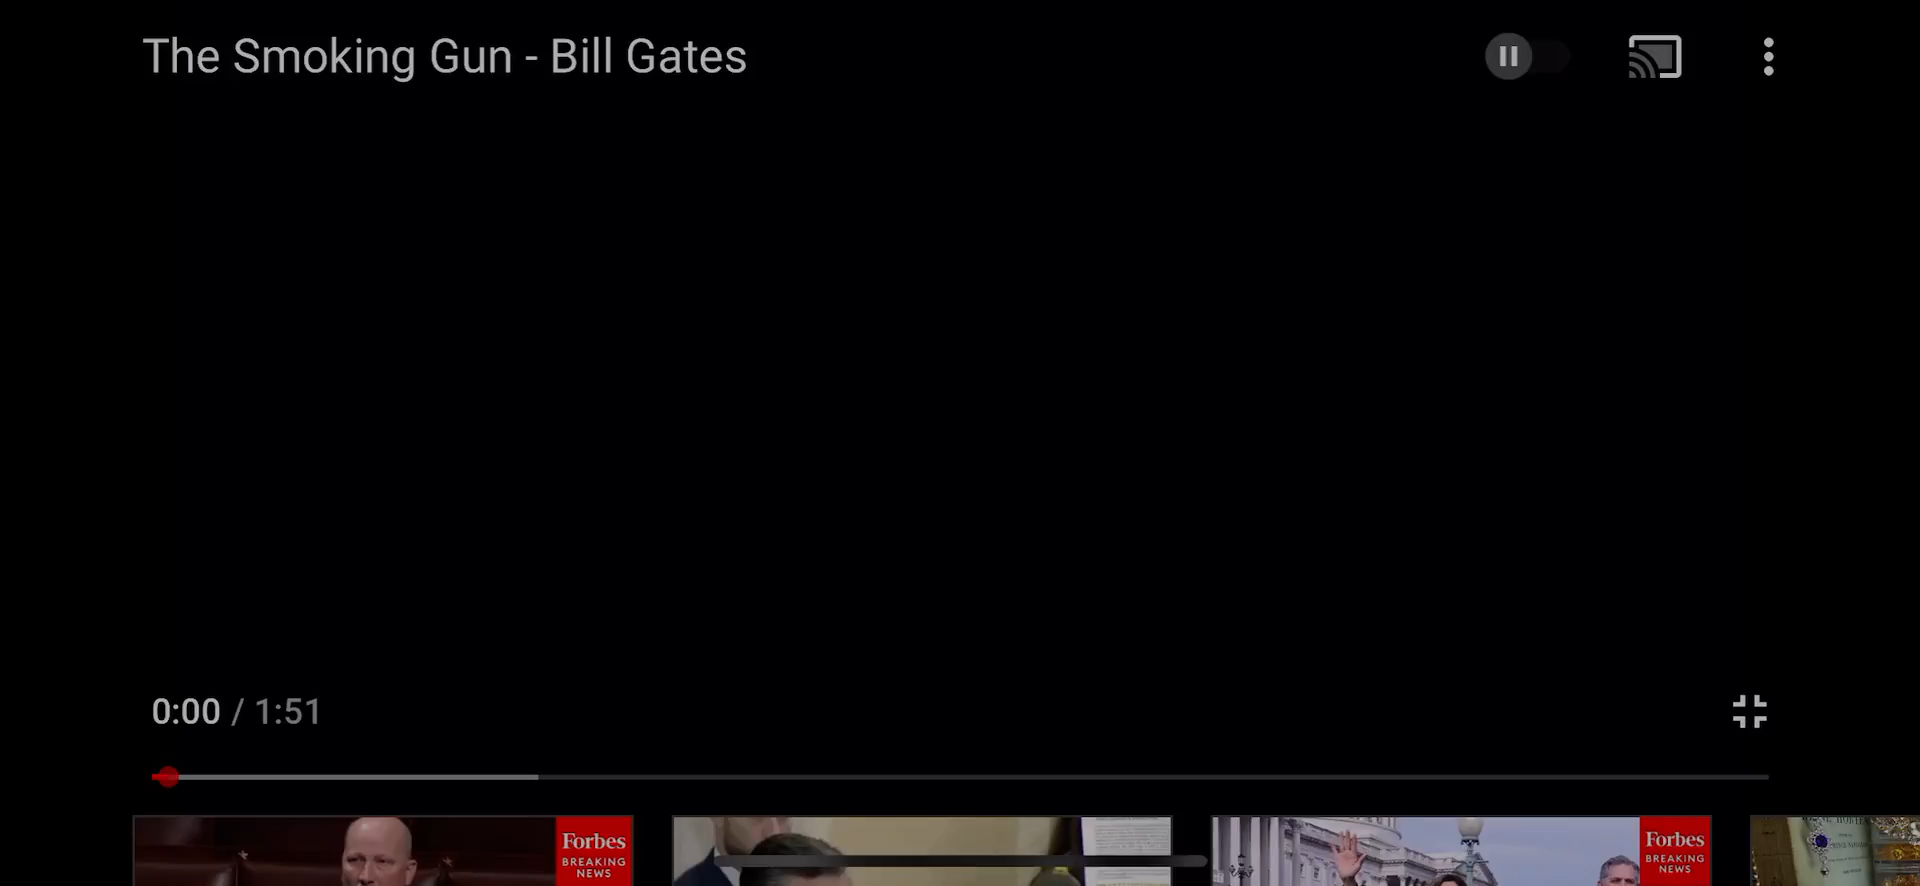 The Smoking Gun - Bill Gates
0:00 / 1:51
Forbes
BREAKING
NEWS
Forbes
BREAKING
NEWS